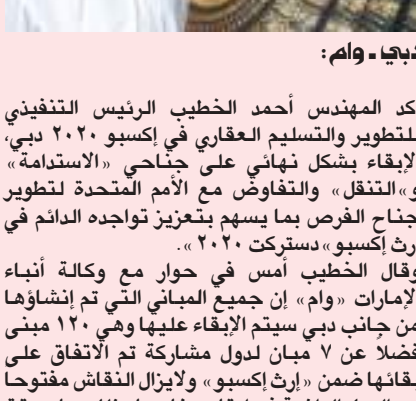 دبي ـ وام:
كد المهندس أحمد الخطيب الرئيس التنفيذي
للتطوير والتسليم العقاري في إكسبو ٢٠٢٠ دبي،
لإبقاء بشكل نهائي على جناحي «الاستدامة»
و«التنقل» والتفاوض مع الأمم المتحدة لتطوير
جناح الفرص بما يسهم بتعزيز تواجده الدائم في
رث إكسبو«دستركت ٢٠٢٠».
وقال الخطيب أمس في حوار مع وكالة أنباء
لإمارات «وام» إن جميع المباني التي تم إنشاؤها
من جانب دبي سيتم الإبقاء عليها وهي ١٢٠ مبنى
فضلاً عن ٧ مبان لدول مشاركة تم الاتفاق على
بقائها ضمن «إرث إكسبو» ولايزال النقاش مفتوحا